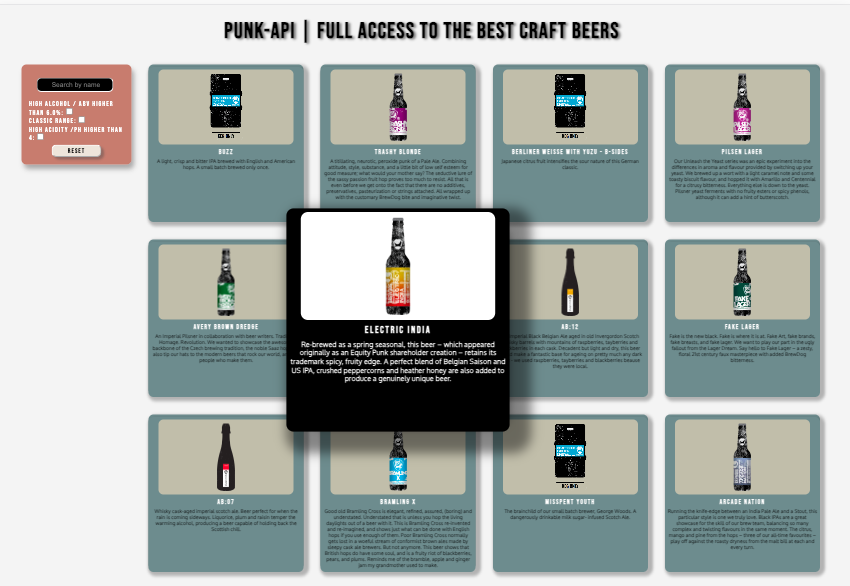 PUNK-API | FULL ACCESS TO THE BEST CRAFT BEERS
Search by name
HIGH ALCOHOL / ABV HIGHER
THAN 6.0%:
CLASSIC RANGE:
HIGH ACIDITY /PH HIGHER THAN
4:
RESET
BUZZ
A light, crisp and bitter IPA brewed with English and American
hops. A small batch brewed only once.
TRASHY BLONDE
A titillating, neurotic, peroxide punk of a Pale Ale. Combining
attitude, style, substance, and a little bit of low self esteem for
good measure; what would your mother say? The seductive lure of
the sassy passion fruit hop proves too much to resist. All that is
even before we get onto the fact that there are no additives,
preservatives, pasteurization or strings attached. All wrapped up
with the customary BrewDog bite and imaginative twist.
BERLINER WEISSE WITH YUZU - B-SIDES
Japanese citrus fruit intensifies the sour nature of this German
classic.
PILSEN LAGER
Our Unleash the Yeast series was an epic experiment into the
differences in aroma and flavour provided by switching up your
yeast. We brewed up a wort with a light caramel note and some
toasty biscuit flavour, and hopped it with Amarillo and Centennial
for a citrusy bitterness. Everything else is down to the yeast.
Pilsner yeast ferments with no fruity esters or spicy phenols,
although it can add a hint of butterscotch.
AVERY BROWN DREDGE
An Imperial Pilsner in collaboration with beer writers. Tradi
Homage. Revolution. We wanted to showcase the awesome
backbone of the Czech brewing tradition, the noble Saaz ho
also tip our hats to the modern beers that rock our world, a
people who make them.
ELECTRIC INDIA
Re-brewed as a spring seasonal, this beer – which appeared
originally as an Equity Punk shareholder creation – retains its
trademark spicy, fruity edge. A perfect blend of Belgian Saison and
US IPA, crushed peppercorns and heather honey are also added to
produce a genuinely unique beer.
AB:12
Imperial Black Belgian Ale aged in old Invergordon Scotch
ky barrels with mountains of raspberries, tayberries and
berries in each cask. Decadent but light and dry, this beer
make a fantastic base for ageing on pretty much any dark
we used raspberries, tayberries and blackberries beacause
they were local.
FAKE LAGER
Fake is the new black. Fake is where it is at. Fake Art, fake brands,
fake breasts, and fake lager. We want to play our part in the ugly
fallout from the Lager Dream. Say hello to Fake Lager – a zesty,
floral 21st century faux masterpiece with added BrewDog
bitterness.
AB:07
Whisky cask-aged imperial scotch ale. Beer perfect for when the
rain is coming sideways. Liquorice, plum and raisin temper the
warming alcohol, producing a beer capable of holding back the
Scottish chill.
BRAMLING X
Good old Bramling Cross is elegant, refined, assured, (boring) and
understated. Understated that is unless you hop the living
daylights out of a beer with it. This is Bramling Cross re-invented
and re-imagined, and shows just what can be done with English
hops if you use enough of them. Poor Bramling Cross normally
gets lost in a woeful stream of conformist brown ales made by
sleepy cask ale brewers. But not anymore. This beer shows that
British hops do have some soul, and is a fruity riot of blackberries,
pears, and plums. Reminds me of the bramble, apple and ginger
jam my grandmother used to make.
MISSPENT YOUTH
The brainchild of our small batch brewer, George Woods. A
dangerously drinkable milk sugar- infused Scotch Ale.
ARCADE NATION
Running the knife-edge between an India Pale Ale and a Stout, this
particular style is one we truly love. Black IPAs are a great
showcase for the skill of our brew team, balancing so many
complex and twisting flavours in the same moment. The citrus,
mango and pine from the hops – three of our all-time favourites –
play off against the roasty dryness from the malt bill at each and
every turn.